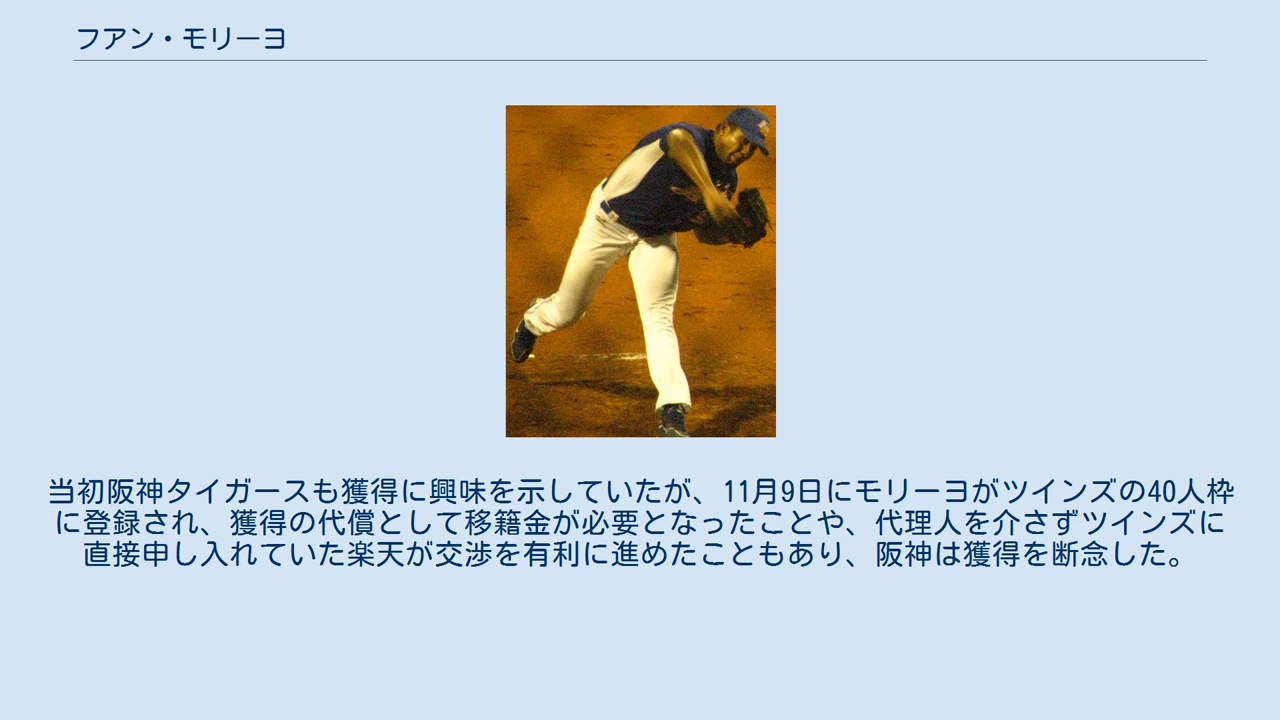 フアン・モリーヨ
当初阪神タイガースも獲得に興味を示していたが、11月9日にモリーヨがツインズの40人枠
に登録され、獲得の代償として移籍金が必要となったことや、代理人を介さずツインズに
直接申し入れていた楽天が交渉を有利に進めたこともあり、阪神は獲得を断念した。